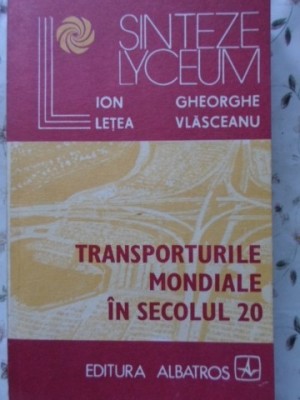 SINTEZE
LYCEUM
ION GHEORGHE
LEȚEA VLĂSCEANU
TRANSPORTURILE
MONDIALE
ÎN SECOLUL 20
EDITURA ALBATROS